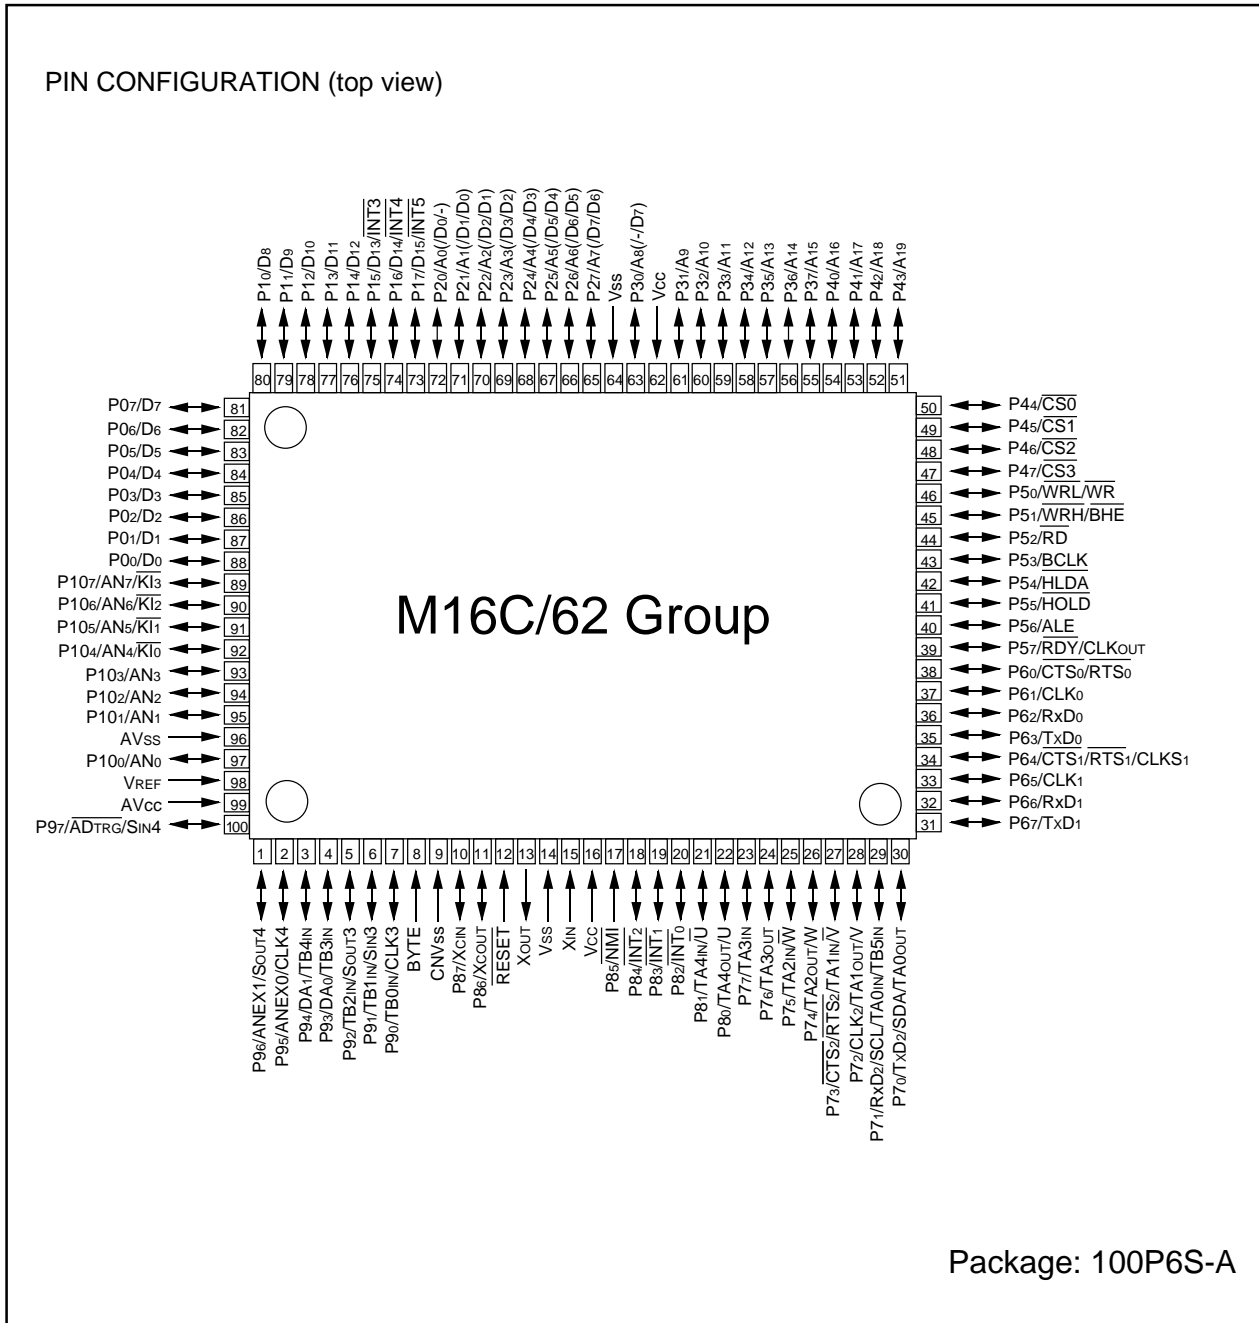 PIN CONFIGURATION (top view)
P10/D8
P11/D9
P12/D10
P13/D11
P14/D12
P15/D13/INT3
P16/D14/INT4
P17/D15/INT5
P20/A0(/D0/-)
P21/A1(/D1/D0)
P22/A2(/D2/D1)
P23/A3(/D3/D2)
P24/A4(/D4/D3)
P25/A5(/D5/D4)
P26/A6(/D6/D5)
P27/A7(/D7/D6)
Vss
P30/A8(/-/D7)
Vcc
P31/A9
P32/A10
P33/A11
P34/A12
P35/A13
P36/A14
P37/A15
P40/A16
P41/A17
P42/A18
P43/A19
80 79 78 77 76 75 74 73 72 71 70 69 68 67 66 65 64 63 62 61 60 59 58 57 56 55 54 53 52 51
P07/D7 81
P06/D6 82
P05/D5 83
P04/D4 84
P03/D3 85
P02/D2 86
P01/D1 87
P00/D0 88
P107/AN7/KI3 89
P106/AN6/KI2 90
P105/AN5/KI1 91
P104/AN4/KI0 92
P103/AN3 93
P102/AN2 94
P101/AN1 95
AVss 96
P100/AN0 97
VREF 98
AVcc 99
P97/ADTRG/SIN4 100
M16C/62 Group
50 P44/CS0
49 P45/CS1
48 P46/CS2
47 P47/CS3
46 P50/WRL/WR
45 P51/WRH/BHE
44 P52/RD
43 P53/BCLK
42 P54/HLDA
41 P55/HOLD
40 P56/ALE
39 P57/RDY/CLKOUT
38 P60/CTS0/RTS0
37 P61/CLK0
36 P62/RxD0
35 P63/TxD0
34 P64/CTS1/RTS1/CLKS1
33 P65/CLK1
32 P66/RxD1
31 P67/TxD1
1 2 3 4 5 6 7 8 9 10 11 12 13 14 15 16 17 18 19 20 21 22 23 24 25 26 27 28 29 30
P96/ANEX1/SOUT4
P95/ANEX0/CLK4
P94/DA1/TB4IN
P93/DA0/TB3IN
P92/TB2IN/SOUT3
P91/TB1IN/SIN3
P90/TB0IN/CLK3
BYTE
CNVss
P87/XCIN
P86/XCOUT
RESET
XOUT
Vss
XIN
Vcc
P85/NMI
P84/INT2
P83/INT1
P82/INT0
P81/TA4IN/U
P80/TA4OUT/U
P77/TA3IN
P76/TA3OUT
P75/TA2IN/W
P74/TA2OUT/W
P73/CTS2/RTS2/TA1IN/V
P72/CLK2/TA1OUT/V
P71/RxD2/SCL/TA0IN/TB5IN
P70/TxD2/SDA/TA0OUT
Package: 100P6S-A